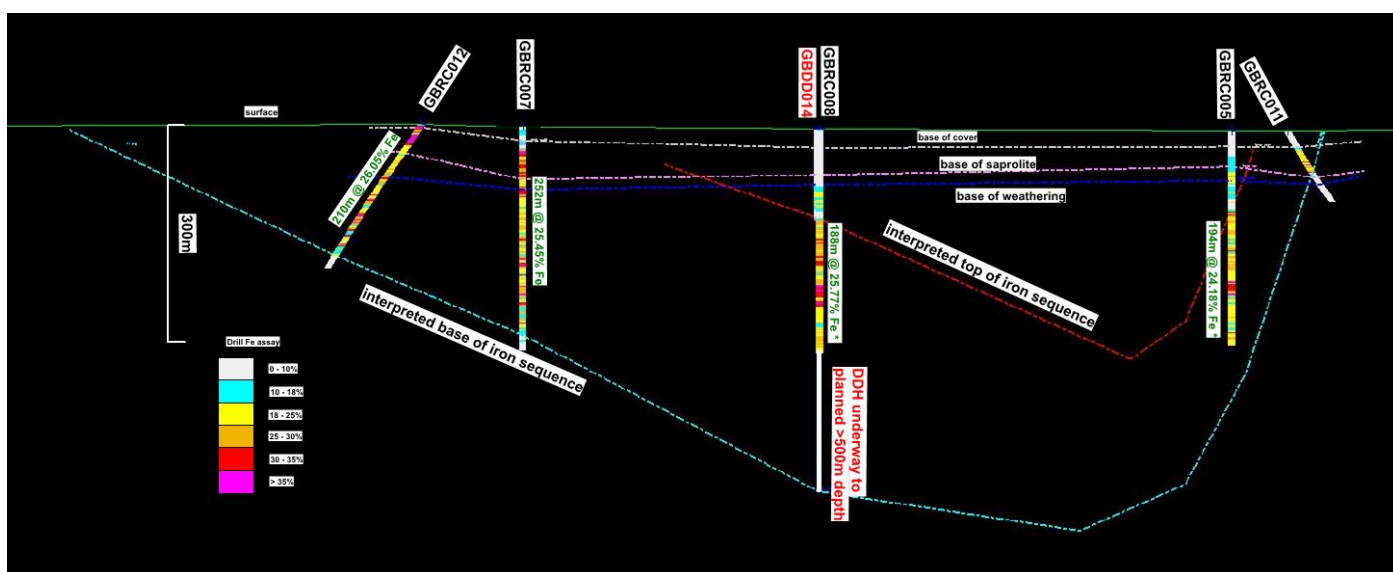 GBRC012
GBRC007
GBDD014
GBRC008
GBRC005
GBRC011
surface
base of cover
base of saprolite
base of weathering
300m
210m @ 26.05% Fe
252m @ 25.45% Fe
188m @ 25.77% Fe *
194m @ 24.18% Fe *
interpreted top of iron sequence
interpreted base of iron sequence
DDH underway to
planned >500m depth
Drill Fe assay
0 - 10%
10 - 18%
18 - 25%
25 - 30%
30 - 35%
> 35%